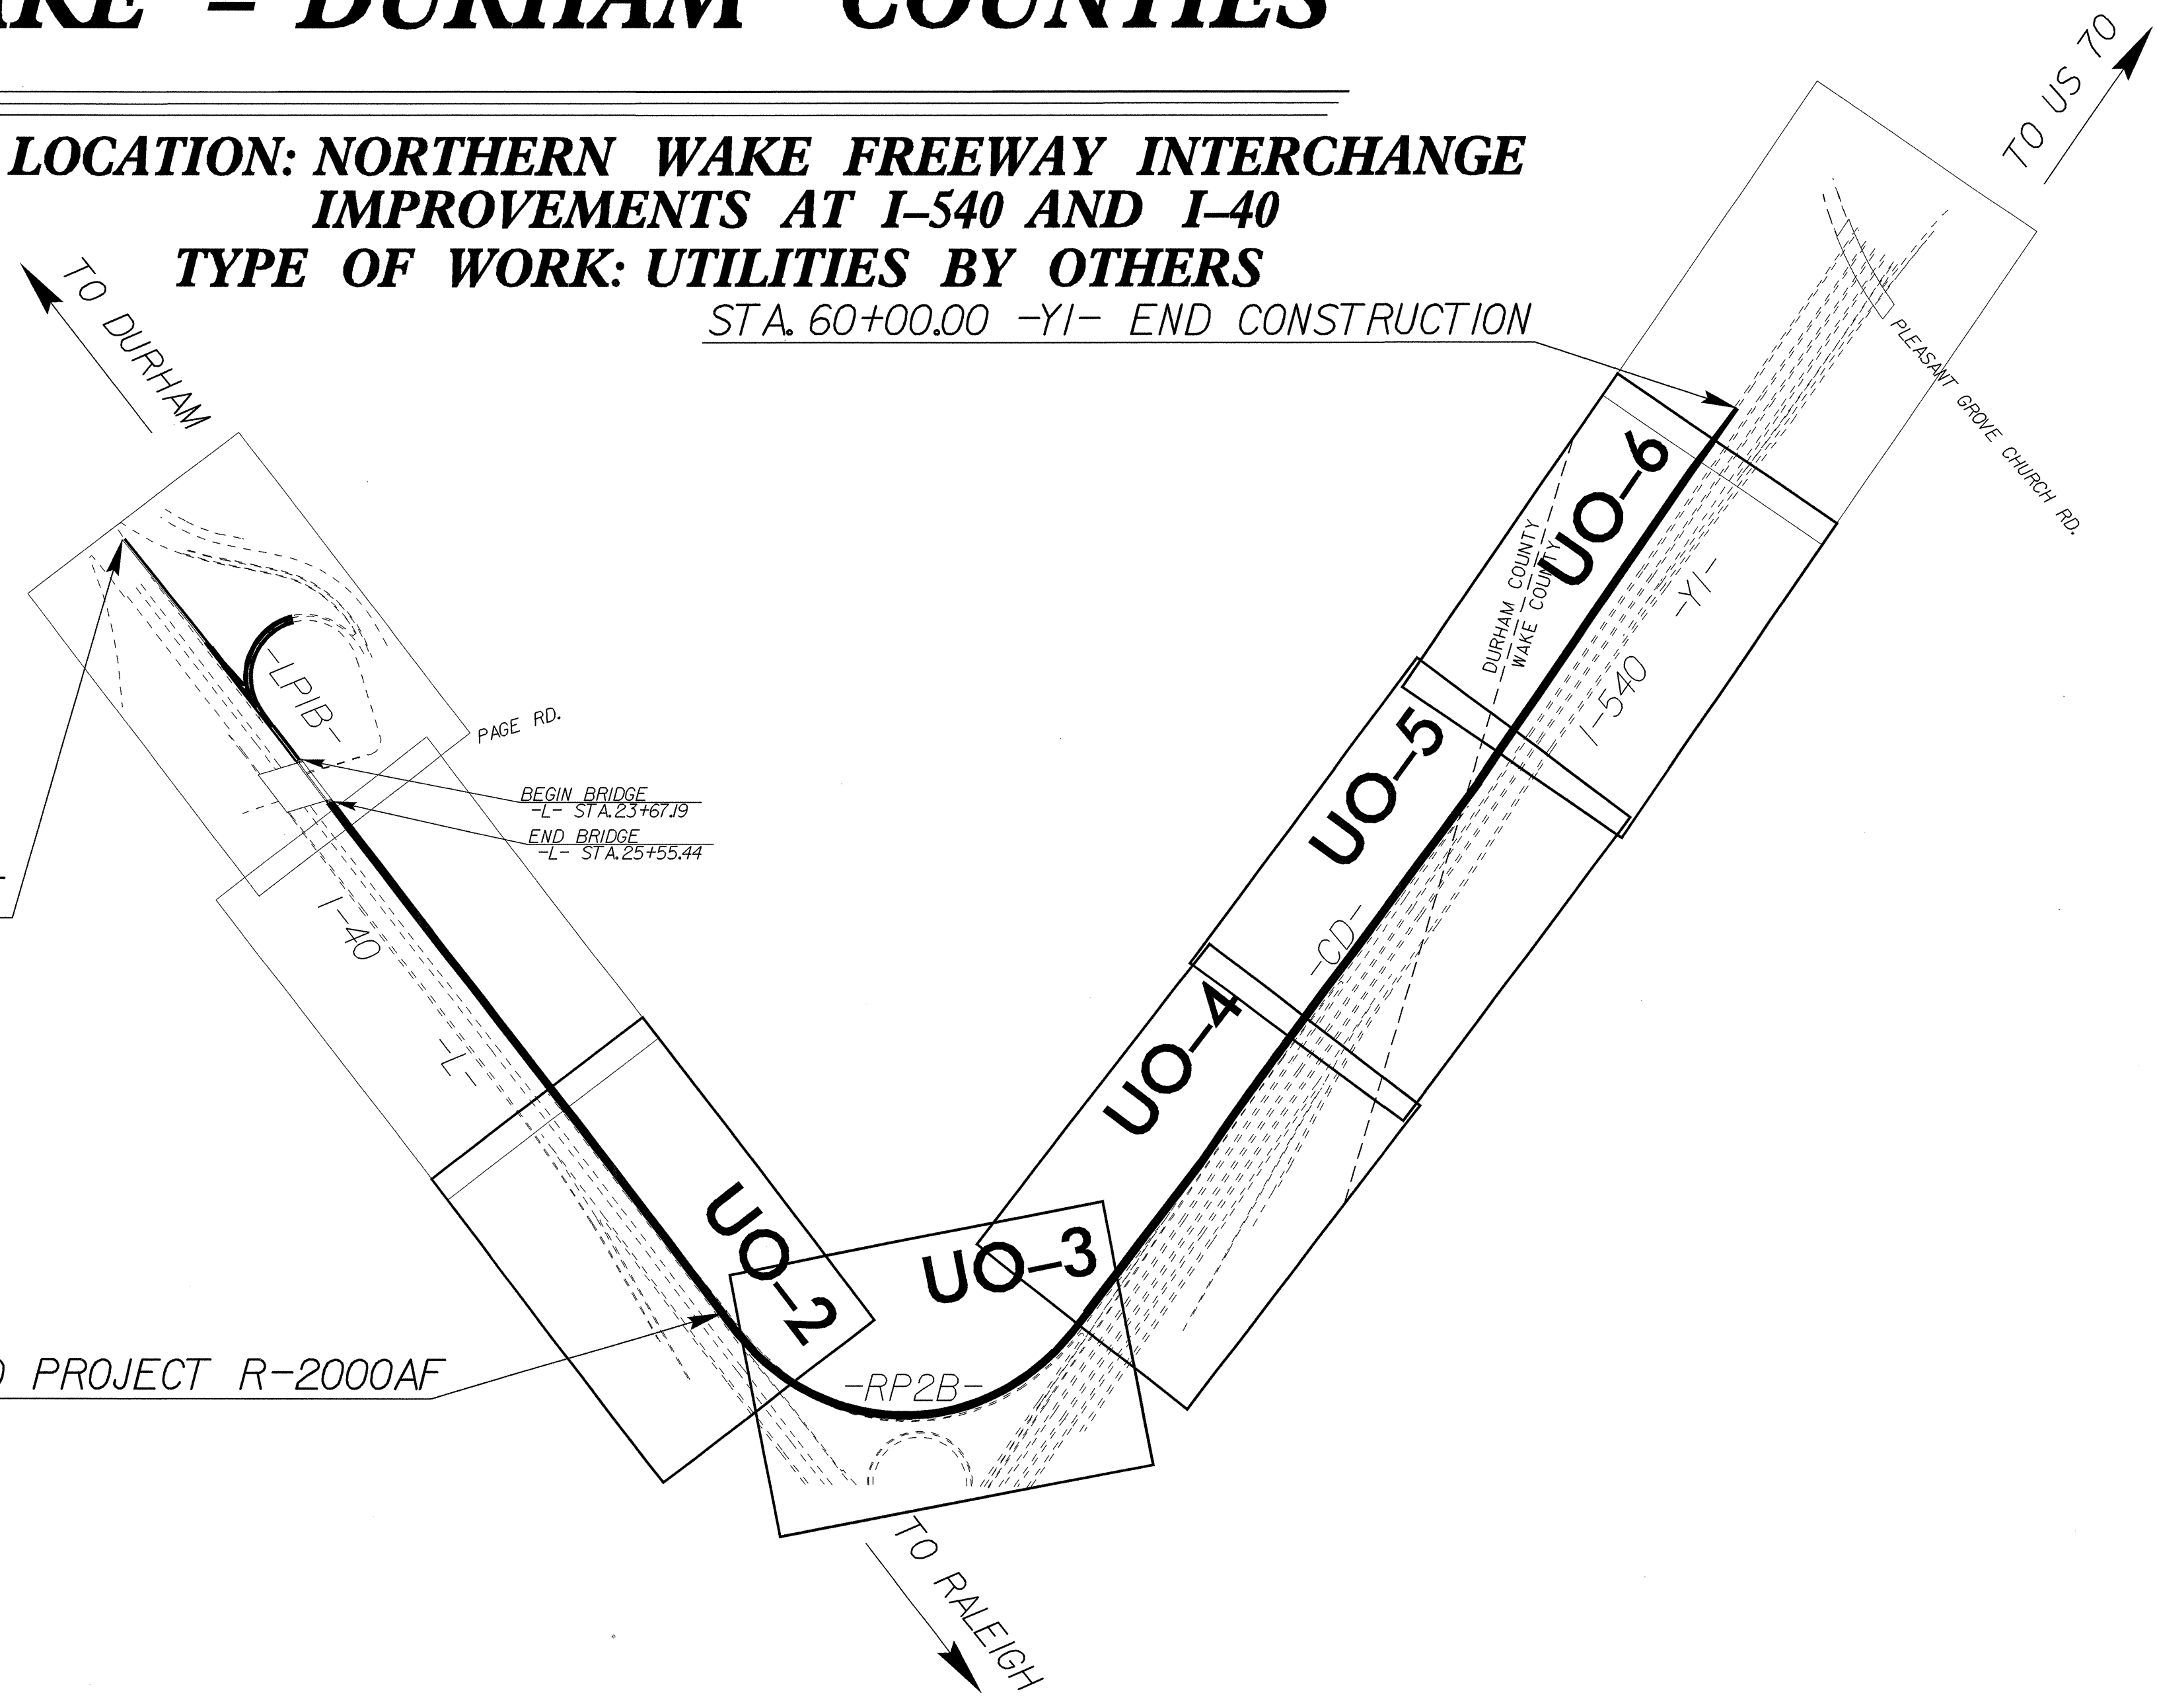 DURHAM COUNTIES
LOCATION: NORTHERN WAKE FREEWAY INTERCHANGE
IMPROVEMENTS AT I-540 AND I-40
TYPE OF WORK: UTILITIES BY OTHERS
STA. 60+00.00 -Y1- END CONSTRUCTION
TO US 70
TO DURHAM
PLEASANT GROVE CHURCH RD.
UO-6
DURHAM COUNTY
WAKE COUNTY
-Y1-
I-540
-LP1B-
PAGE RD.
BEGIN BRIDGE
-L- STA. 23+67.19
END BRIDGE
-L- STA. 25+55.44
UO-5
I-40
-CD-
-L-
UO-4
UO-2
UO-3
PROJECT R-2000AF
-RP2B-
TO RALEIGH